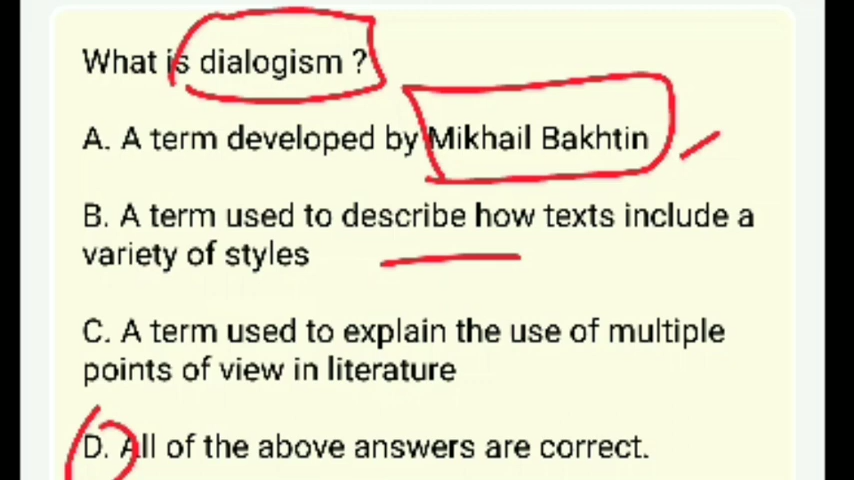 What is dialogism ?
A. A term developed by Mikhail Bakhtin
B. A term used to describe how texts include a
variety of styles
C. A term used to explain the use of multiple
points of view in literature
D. All of the above answers are correct.